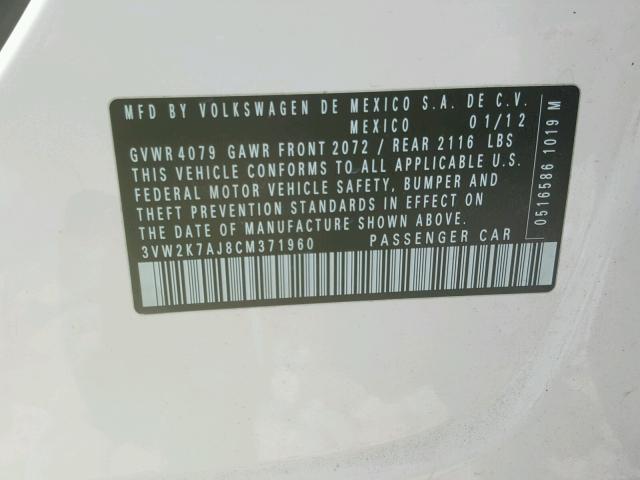 MFD BY VOLKSWAGEN DE MEXICO S.A. DE C.V.
MEXICO 01/12
GVWR 4079 GAWR FRONT 2072 / REAR 2116 LBS
THIS VEHICLE CONFORMS TO ALL APPLICABLE U.S.
FEDERAL MOTOR VEHICLE SAFETY, BUMPER AND
THEFT PREVENTION STANDARDS IN EFFECT ON
THE DATE OF MANUFACTURE SHOWN ABOVE.
3VW2K7AJ8CM371960 PASSENGER CAR
0516586 1019 M